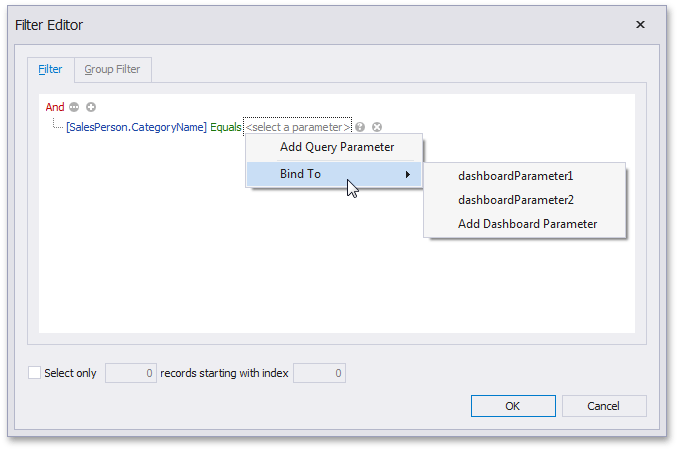 Filter Editor
Filter
Group Filter
And
[SalesPerson.CategoryName] Equals <select a parameter>
Add Query Parameter
Bind To
dashboardParameter1
dashboardParameter2
Add Dashboard Parameter
Select only 0 records starting with index 0
OK
Cancel